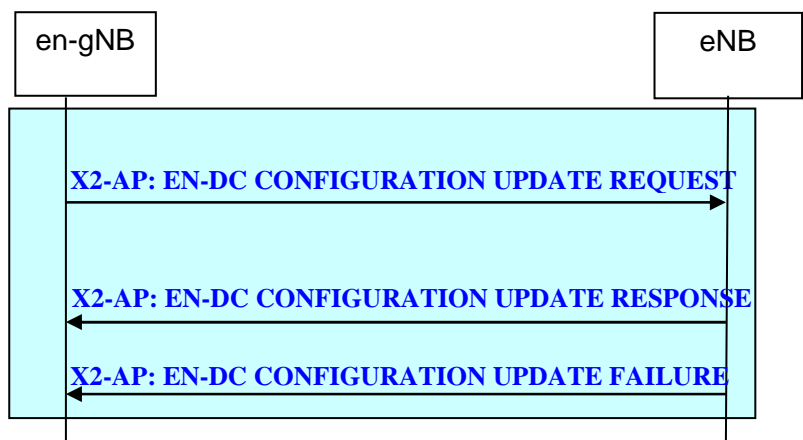 en-gNB
eNB
X2-AP: EN-DC CONFIGURATION UPDATE REQUEST
X2-AP: EN-DC CONFIGURATION UPDATE RESPONSE
X2-AP: EN-DC CONFIGURATION UPDATE FAILURE